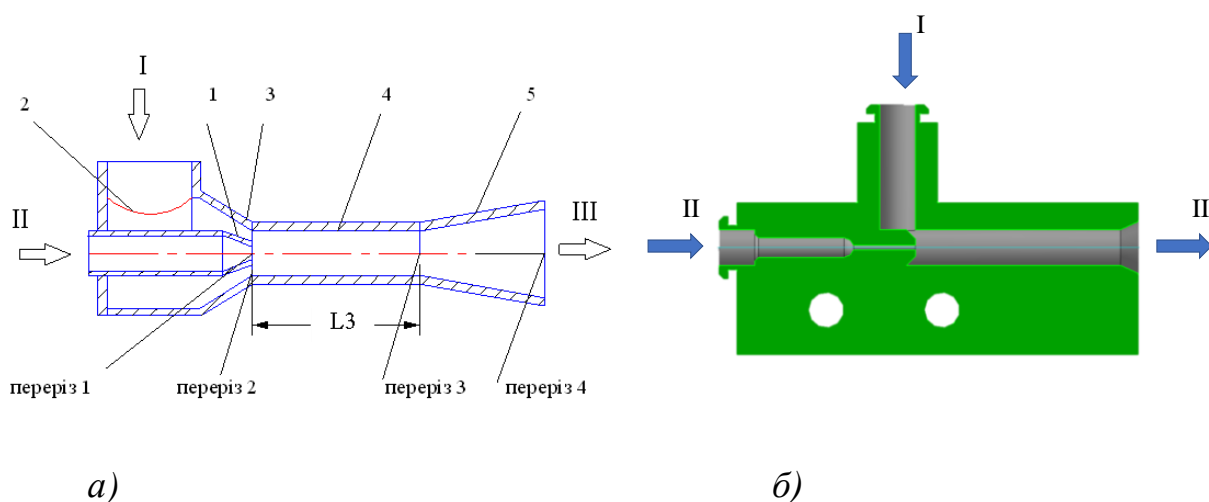 I
I
2
1
3
4
5
II
III
II
II
L3
переріз 1
переріз 2
переріз 3
переріз 4
а)
б)